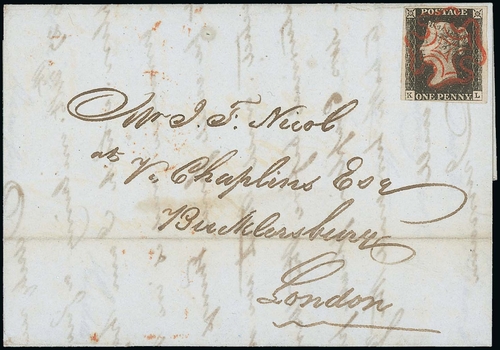 POSTAGE
K L
ONE PENNY
Mr J. F. Nicol
at Chaplins Esq
Bucklersbury
London